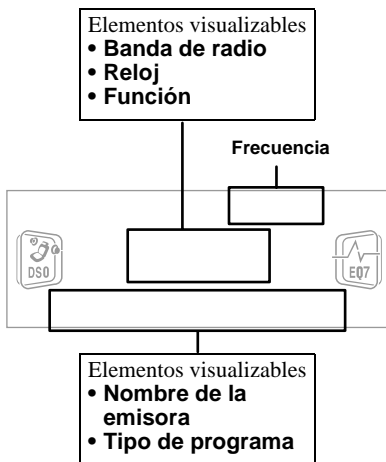 Elementos visualizables
• Banda de radio
• Reloj
• Función
Frecuencia
DSO
EQ7
Elementos visualizables
• Nombre de la
emisora
• Tipo de programa